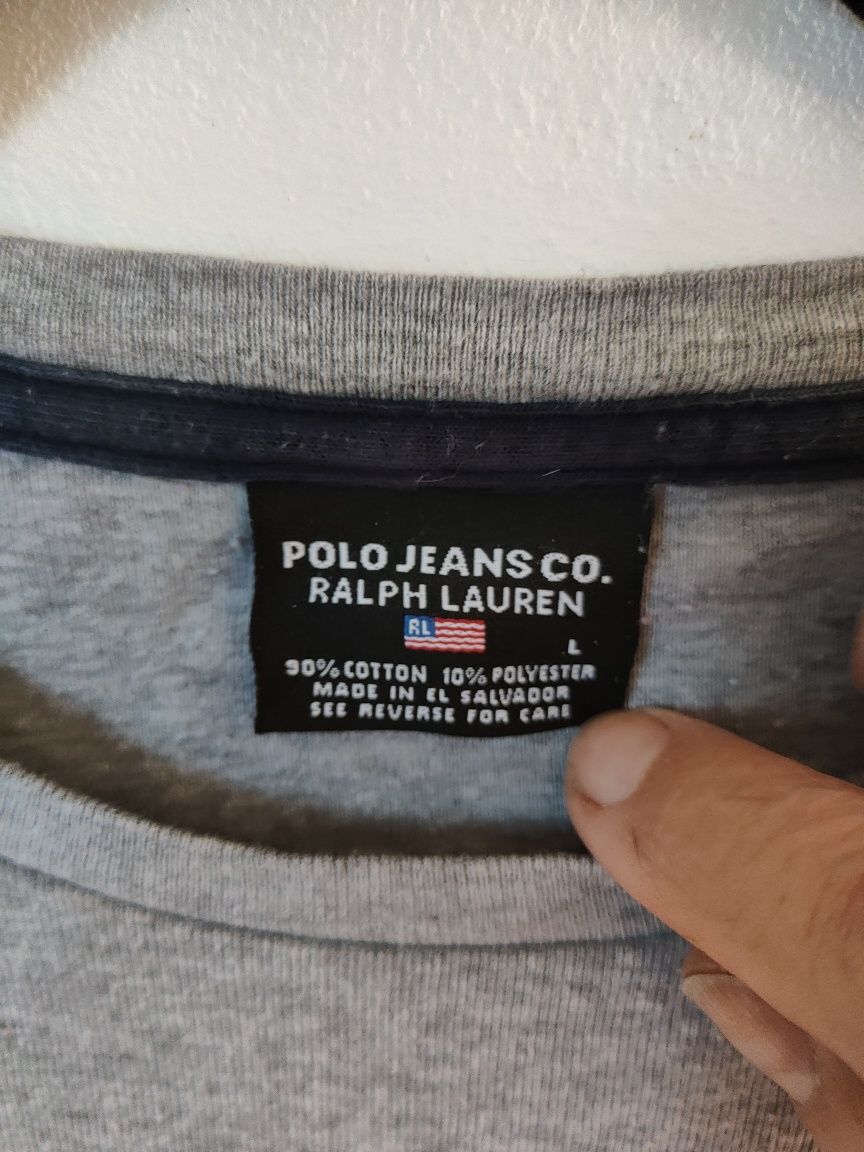 POLO JEANS CO.
RALPH LAUREN
RL
L
90% COTTON 10% POLYESTER
MADE IN EL SALVADOR
SEE REVERSE FOR CARE